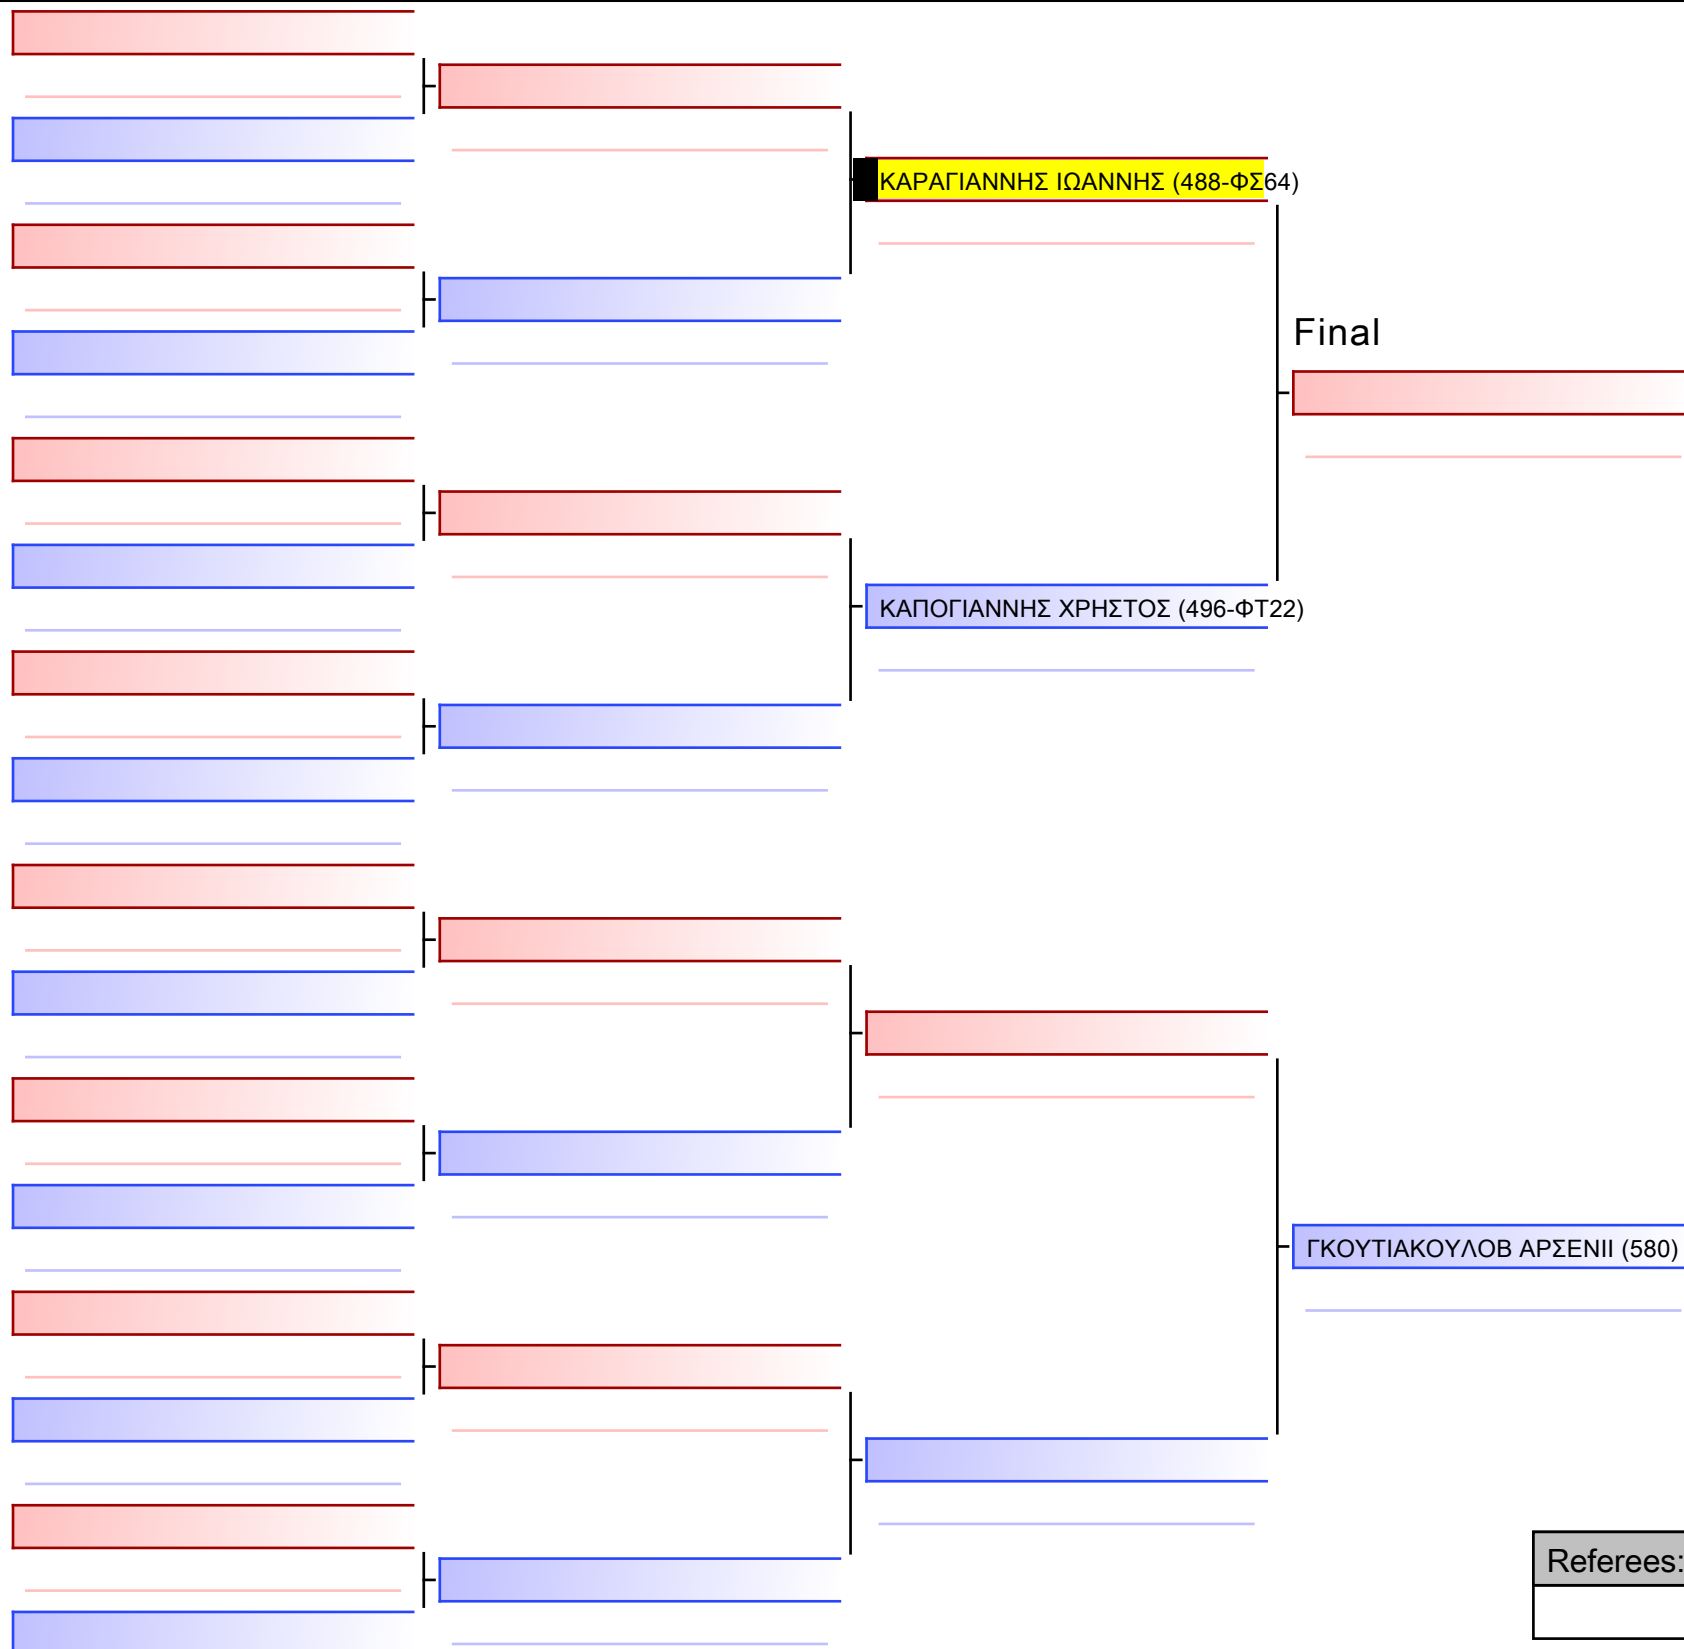 ΚΑΡΑΓΙΑΝΝΗΣ ΙΩΑΝΝΗΣ (488-ΦΣ64)
Final
ΚΑΠΟΓΙΑΝΝΗΣ ΧΡΗΣΤΟΣ (496-ΦΤ22)
ΓΚΟΥΤΙΑΚΟΥΛΟΒ ΑΡΣΕΝΙΙ (580)
Referees: